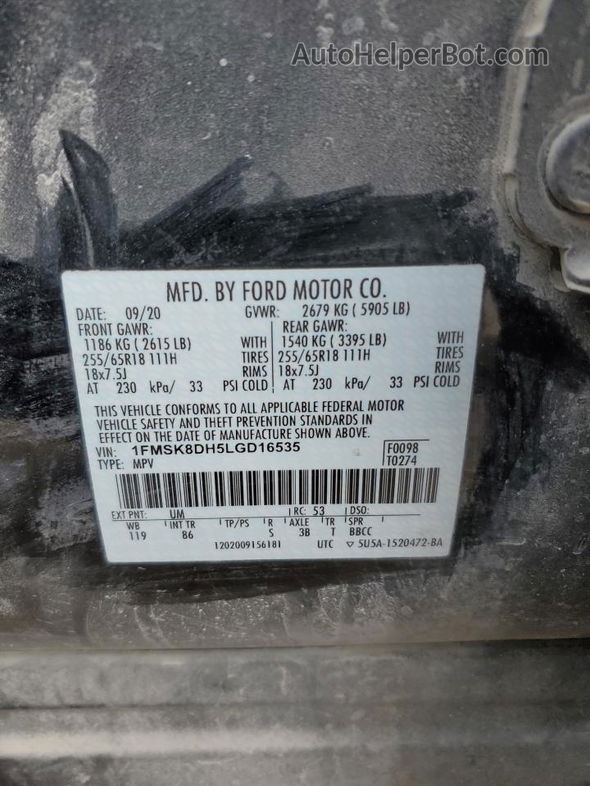 AutoHelperBot.com
MFD. BY FORD MOTOR CO.
DATE: 09/20 GVWR: 2679 KG ( 5905 LB)
FRONT GAWR: REAR GAWR:
1186 KG ( 2615 LB) WITH 1540 KG ( 3395 LB) WITH
255/65R18 111H TIRES 255/65R18 111H TIRES
18x7.5J RIMS 18x7.5J RIMS
AT 230 kPa/ 33 PSI COLD AT 230 kPa/ 33 PSI COLD
THIS VEHICLE CONFORMS TO ALL APPLICABLE FEDERAL MOTOR
VEHICLE SAFETY AND THEFT PREVENTION STANDARDS IN
EFFECT ON THE DATE OF MANUFACTURE SHOWN ABOVE.
VIN: 1FMSK8DH5LGD16535 F0098
TYPE: MPV T0274
EXT PNT: UM RC: 53 DSO:
WB INT TR TP/PS R AXLE TR SPR
119 86 S 3B T BBCC
1202009156181 UTC ▽ 5U5A-1520472-BA